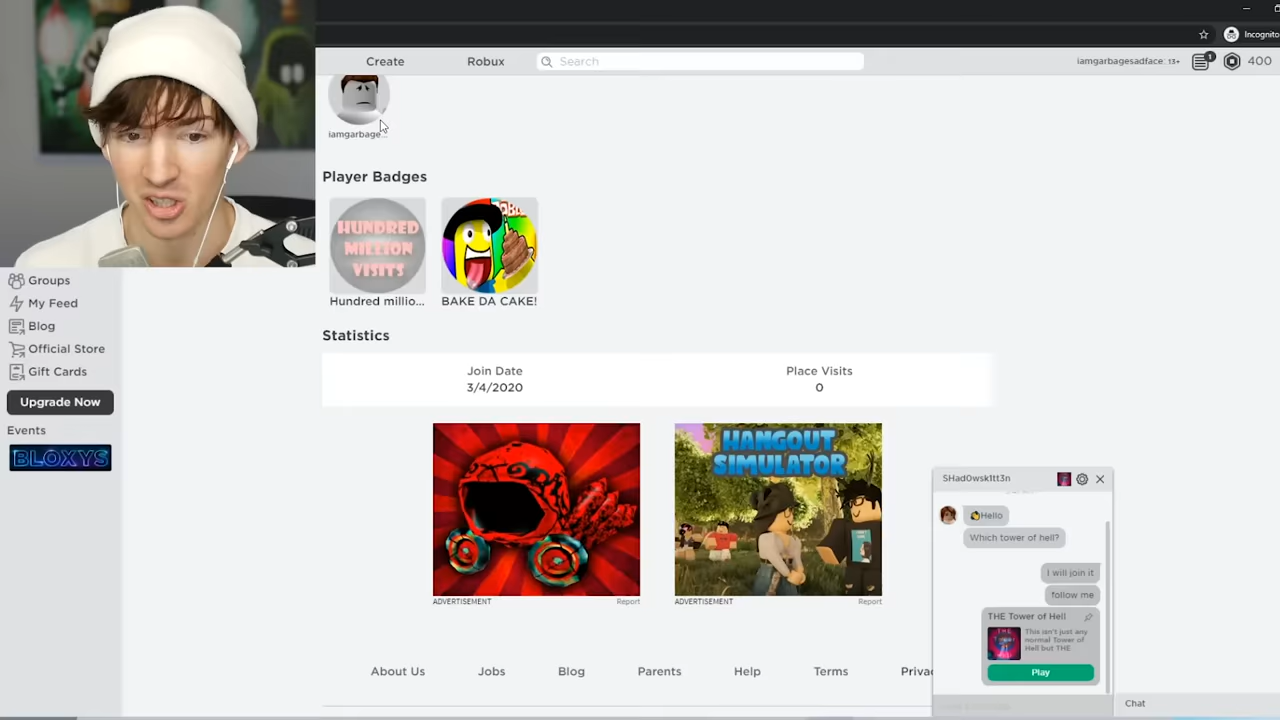 Incognito
Create
Robux
Search
iamgarbagesadface: 13+
1
400
iamgarbage...
Player Badges
HUNDRED
MILLION
VISITS
Hundred millio...
BAKE DA CAKE!
Groups
My Feed
Blog
Official Store
Gift Cards
Upgrade Now
Events
BLOXYS
Statistics
Join Date
3/4/2020
Place Visits
0
HANGOUT
SIMULATOR
ADVERTISEMENT
Report
ADVERTISEMENT
Report
SHad0wsk1tt3n
Hello
Which tower of hell?
I will join it
follow me
THE Tower of Hell
This isn't just any
normal Tower of
Hell but THE
Play
About Us
Jobs
Blog
Parents
Help
Terms
Privac
Chat